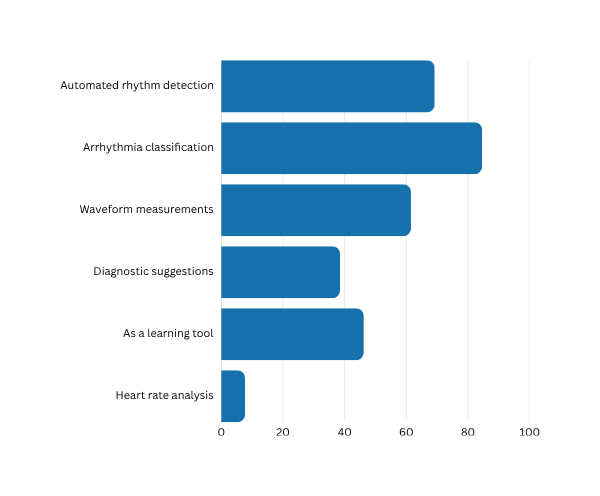 Automated rhythm detection
Arrhythmia classification
Waveform measurements
Diagnostic suggestions
As a learning tool
Heart rate analysis
0 20 40 60 80 100